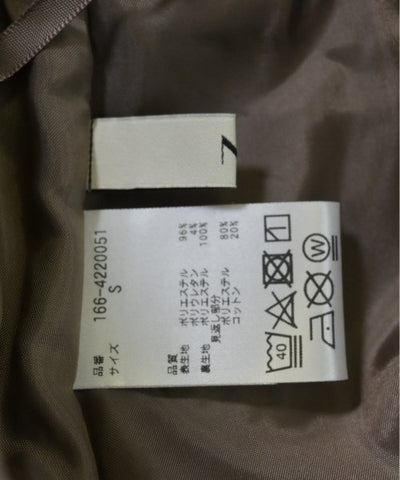 品番 166-4220051
サイズ S
品質
表生地 ポリエステル 96%
ポリウレタン 4%
裏生地 ポリエステル 100%
見返し部分
ポリエステル 80%
コットン 20%
40
W